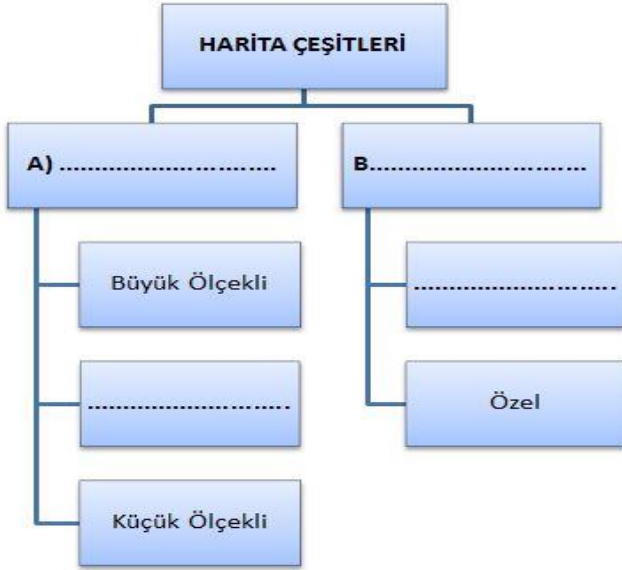 HARİTA ÇEŞİTLERİ
A) ................................
B................................
Büyük Ölçekli
................................
................................
Özel
Küçük Ölçekli